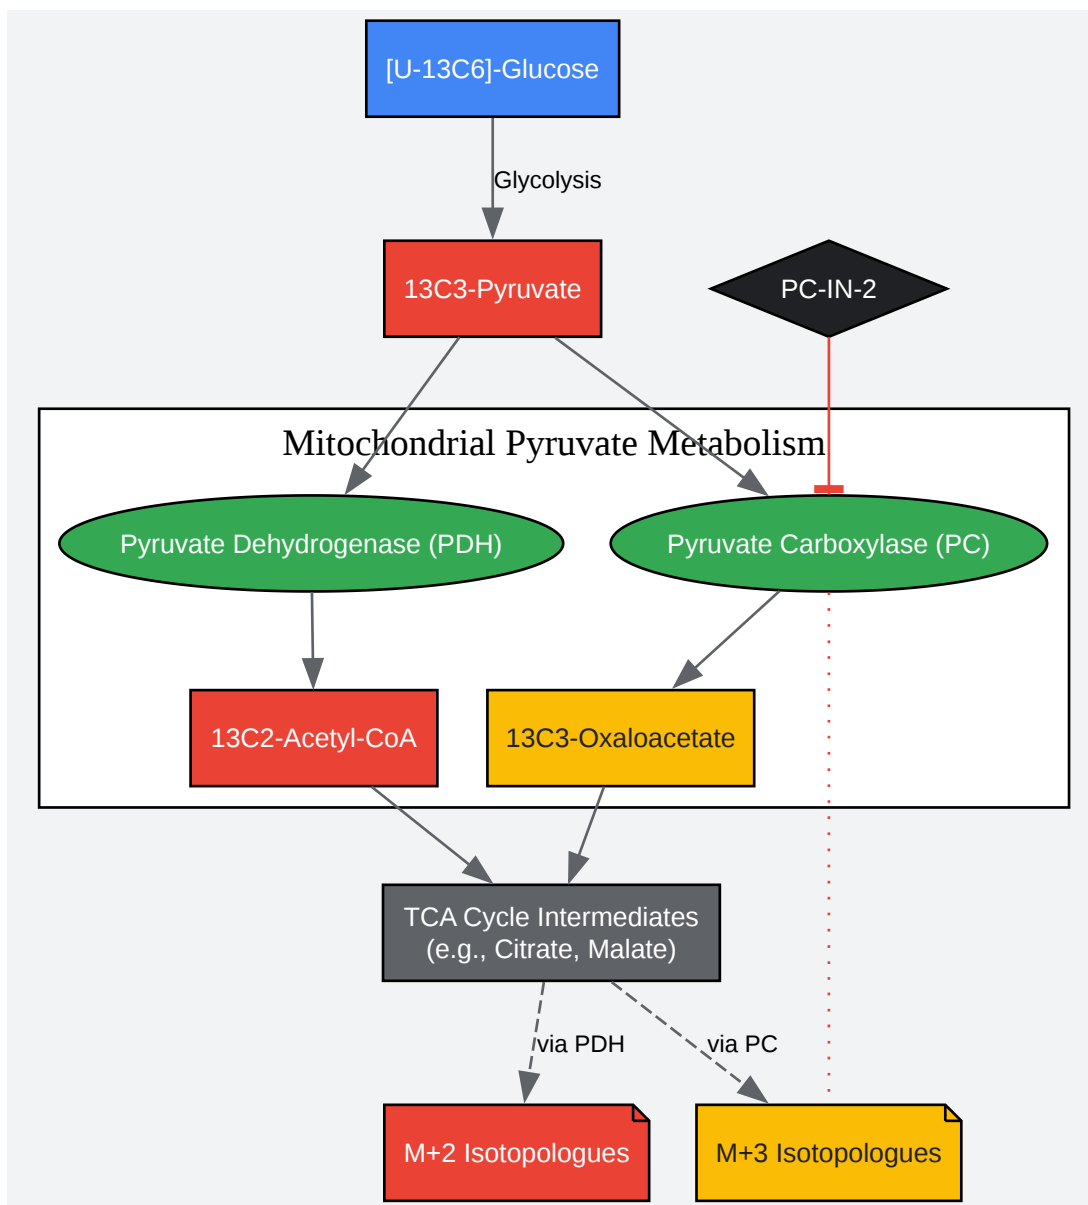 [U-13C6]-Glucose
Glycolysis
13C3-Pyruvate
PC-IN-2
Mitochondrial Pyruvate Metabolism
Pyruvate Dehydrogenase (PDH)
Pyruvate Carboxylase (PC)
13C2-Acetyl-CoA
13C3-Oxaloacetate
TCA Cycle Intermediates
(e.g., Citrate, Malate)
via PDH
via PC
M+2 Isotopologues
M+3 Isotopologues